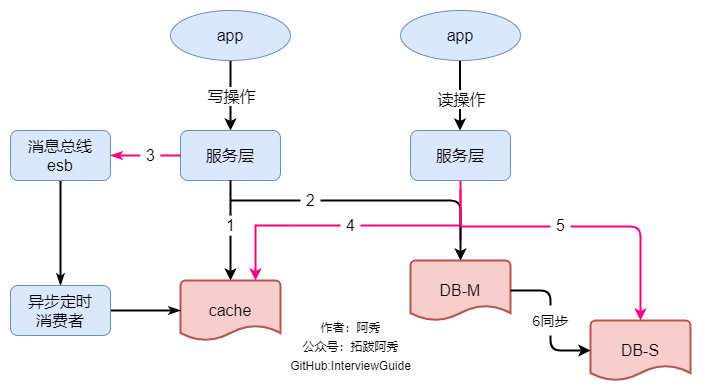 app
app
写操作
读操作
消息总线
esb
3
服务层
服务层
2
1
4
5
异步定时
消费者
cache
DB-M
6同步
DB-S
作者：阿秀
公众号：拓跋阿秀
GitHub:InterviewGuide